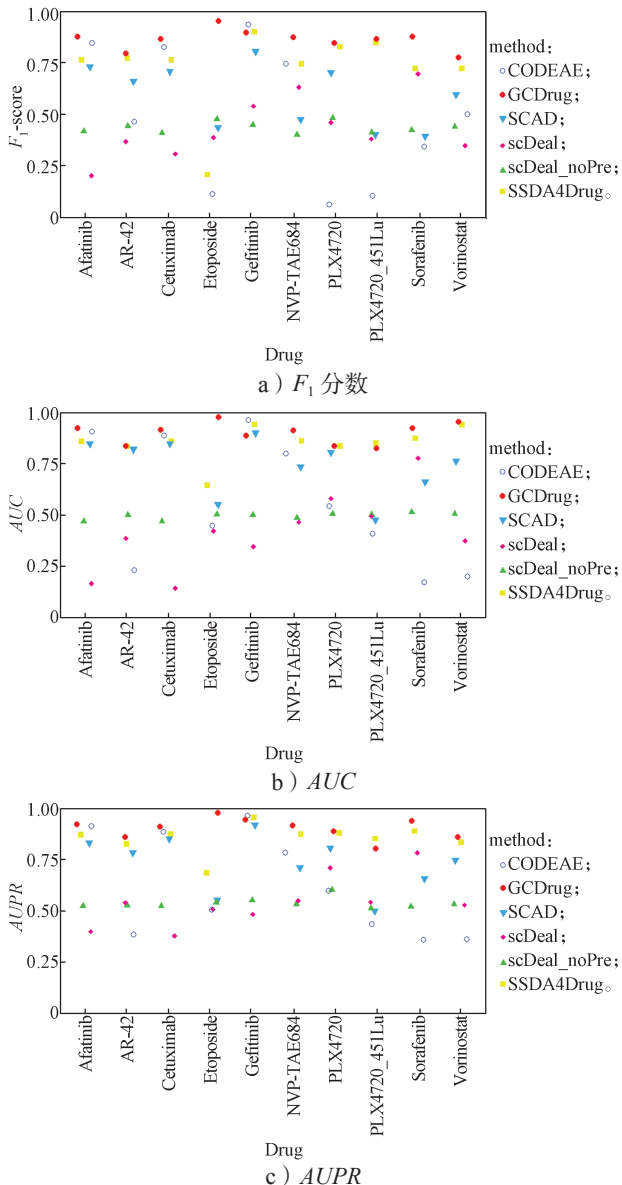 1.00
0.75
0.50
0.25
0
F1-score
Afatinib
AR-42
Cetuximab
Etoposide
Gefitinib
NVP-TAE684
PLX4720
PLX4720_451Lu
Sorafenib
Vorinostat
Drug
method：
CODEAE；
GCDrug；
SCAD；
scDeal；
scDeal_noPre；
SSDA4Drug。
a）F1 分数
1.00
0.75
0.50
0.25
0
AUC
Afatinib
AR-42
Cetuximab
Etoposide
Gefitinib
NVP-TAE684
PLX4720
PLX4720_451Lu
Sorafenib
Vorinostat
Drug
method：
CODEAE；
GCDrug；
SCAD；
scDeal；
scDeal_noPre；
SSDA4Drug。
b）AUC
1.00
0.75
0.50
0.25
0
AUPR
Afatinib
AR-42
Cetuximab
Etoposide
Gefitinib
NVP-TAE684
PLX4720
PLX4720_451Lu
Sorafenib
Vorinostat
Drug
method：
CODEAE；
GCDrug；
SCAD；
scDeal；
scDeal_noPre；
SSDA4Drug。
c）AUPR